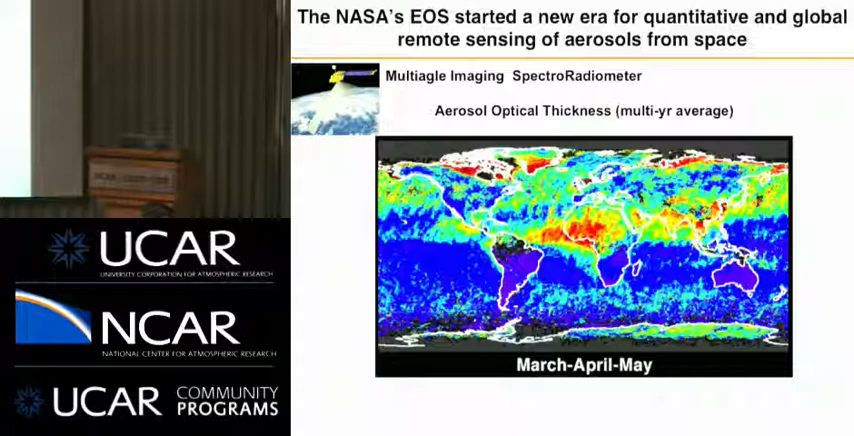 The NASA's EOS started a new era for quantitative and global
remote sensing of aerosols from space
Multiagle Imaging SpectroRadiometer
Aerosol Optical Thickness (multi-yr average)
March-April-May
UCAR
UNIVERSITY CORPORATION FOR ATMOSPHERIC RESEARCH
NCAR
NATIONAL CENTER FOR ATMOSPHERIC RESEARCH
UCAR COMMUNITY
PROGRAMS